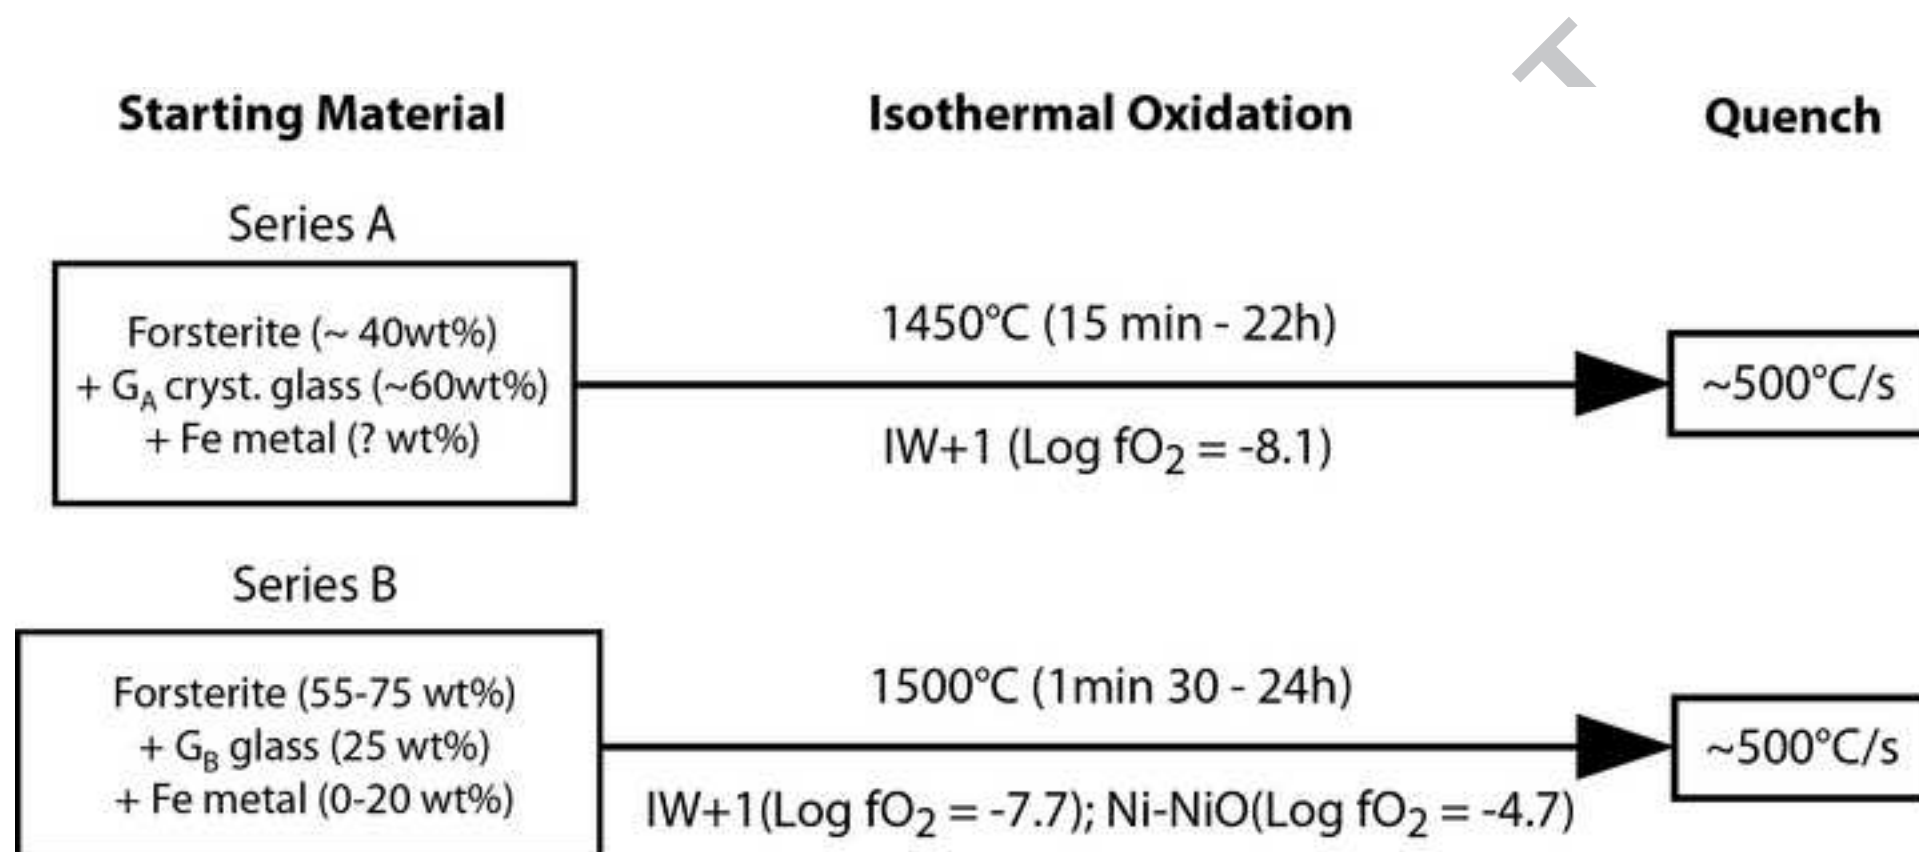 Starting Material
Isothermal Oxidation
Quench
Series A
Forsterite (~ 40wt%)
+ G_A cryst. glass (~60wt%)
+ Fe metal (? wt%)
1450°C (15 min - 22h)
IW+1 (Log fO₂ = -8.1)
~500°C/s
Series B
Forsterite (55-75 wt%)
+ G_B glass (25 wt%)
+ Fe metal (0-20 wt%)
1500°C (1min 30 - 24h)
IW+1(Log fO₂ = -7.7); Ni-NiO(Log fO₂ = -4.7)
~500°C/s